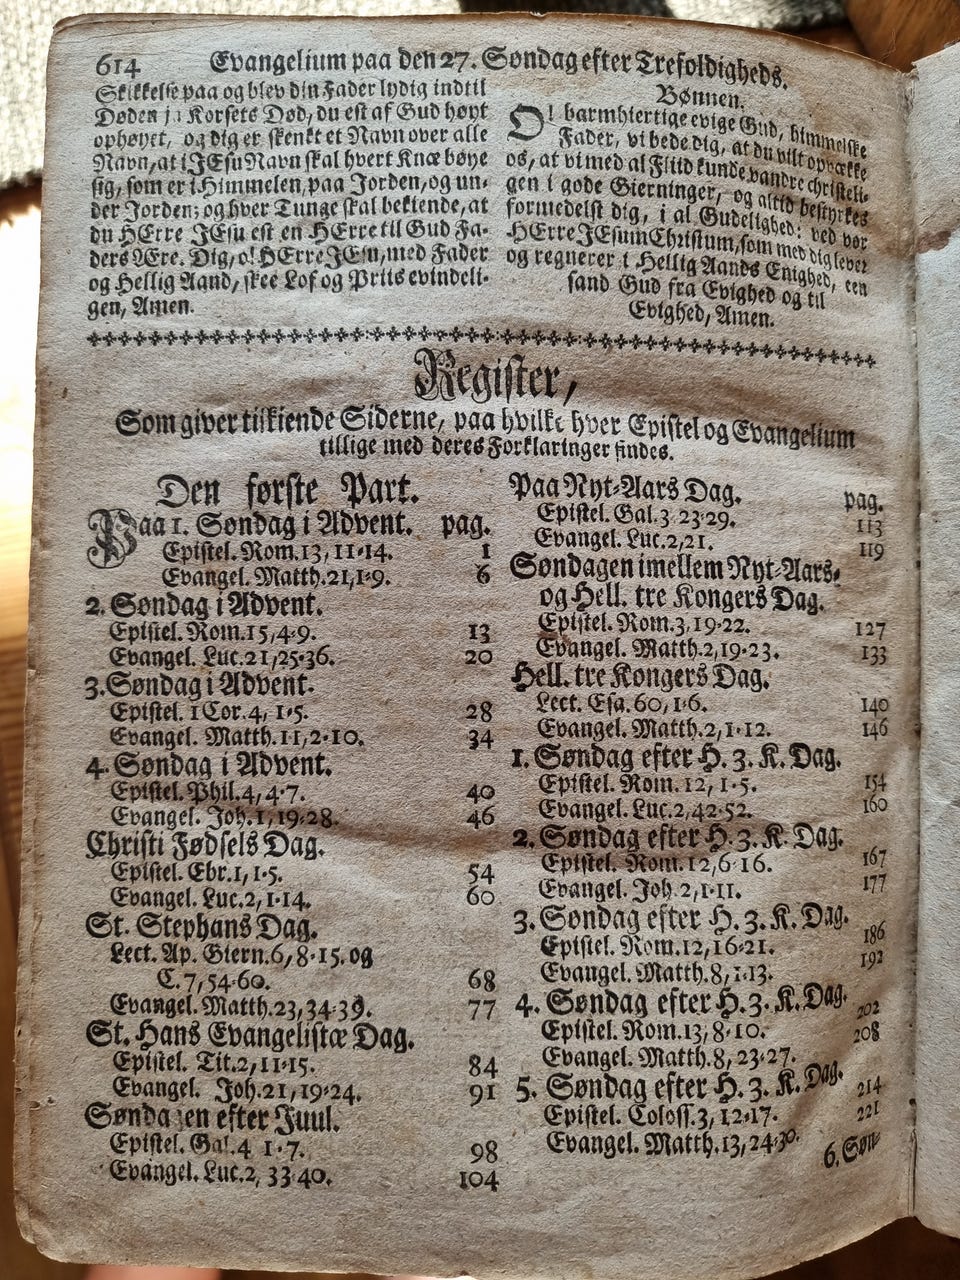 614 Evangelium paa den 27. Søndag efter Trefoldigheds.
Skikkelse paa og blev din Fader lydig indtil
Døden ja Korsets Død, du est af Gud høyt
ophøyet, og dig er skenkt et Navn over alle
Navn, at i JEsu Navn skal hvert Knæ bøye
sig, som er i Himmelen, paa Jorden, og un-
der Jorden; og hver Tunge skal bekiende, at
du HErre JEsu est en HErre til Gud Fa-
ders Ære. Dig, o! HErre JEsu, med Fader
og Hellig Aand, skee Lof og Priis evindeli-
gen, Amen.
Bønnen.
O! barmhiertige evige Gud, himmelske
Fader, vi bede dig, at du vilt opvække
os, at vi med al Flid kunde vandre christeli-
gen i gode Gierninger, og altid bestyrkes
formedelst dig, i al Gudelighed: ved vor
HErre JEsum Christum, som med dig lever
og regnerer i Hellig Aands Enighed, een
sand Gud fra Evighed og til
Evighed, Amen.
Register,
Som giver tilkiende Siderne, paa hvilke hver Epistel og Evangelium
tillige med deres Forklaringer findes.
Den første Part.
Paa 1. Søndag i Advent. pag.
Epistel. Rom.13, 11-14. 1
Evangel. Matth.21,1-9. 6
2. Søndag i Advent.
Epistel. Rom.15,4-9. 13
Evangel. Luc.21,25-36. 20
3. Søndag i Advent.
Epistel. 1 Cor.4, 1-5. 28
Evangel. Matth.11,2-10. 34
4. Søndag i Advent.
Epistel. Phil.4,4-7. 40
Evangel. Joh.1,19-28. 46
Christi Fødsels Dag.
Epistel. Ebr.1, 1-5. 54
Evangel. Luc.2, 1-14. 60
St. Stephans Dag.
Lect. Ap. Giern.6, 8-15. og
C. 7, 54-60. 68
Evangel. Matth.23, 34-39. 77
St. Hans Evangelistæ Dag.
Epistel. Tit.2, 11-15. 84
Evangel. Joh.21, 19-24. 91
Søndagen efter Juul.
Epistel. Gal.4 1-7. 98
Evangel. Luc.2, 33-40. 104
Paa Nyt-Aars Dag. pag.
Epistel. Gal.3 23-29. 113
Evangel. Luc.2,21. 119
Søndagen imellem Nyt-Aars-
og Hell. tre Kongers Dag.
Epistel. Rom.3, 19-22. 127
Evangel. Matth.2,19-23. 133
Hell. tre Kongers Dag.
Lect. Esa. 60, 1-6. 140
Evangel. Matth.2, 1-12. 146
1. Søndag efter H. 3. K. Dag.
Epistel. Rom. 12, 1-5. 154
Evangel. Luc.2,42-52. 160
2. Søndag efter H. 3. K. Dag.
Epistel. Rom. 12,6-16. 167
Evangel. Joh. 2,1-11. 177
3. Søndag efter H. 3. K. Dag.
Epistel. Rom.12, 16-21. 186
Evangel. Matth.8, 1-13. 192
4. Søndag efter H. 3. K. Dag.
Epistel. Rom.13, 8-10. 202
Evangel. Matth.8, 23-27. 208
5. Søndag efter H. 3. K. Dag.
Epistel. Coloss.3, 12-17. 214
Evangel. Matth.13, 24-30. 221
6. Søn-